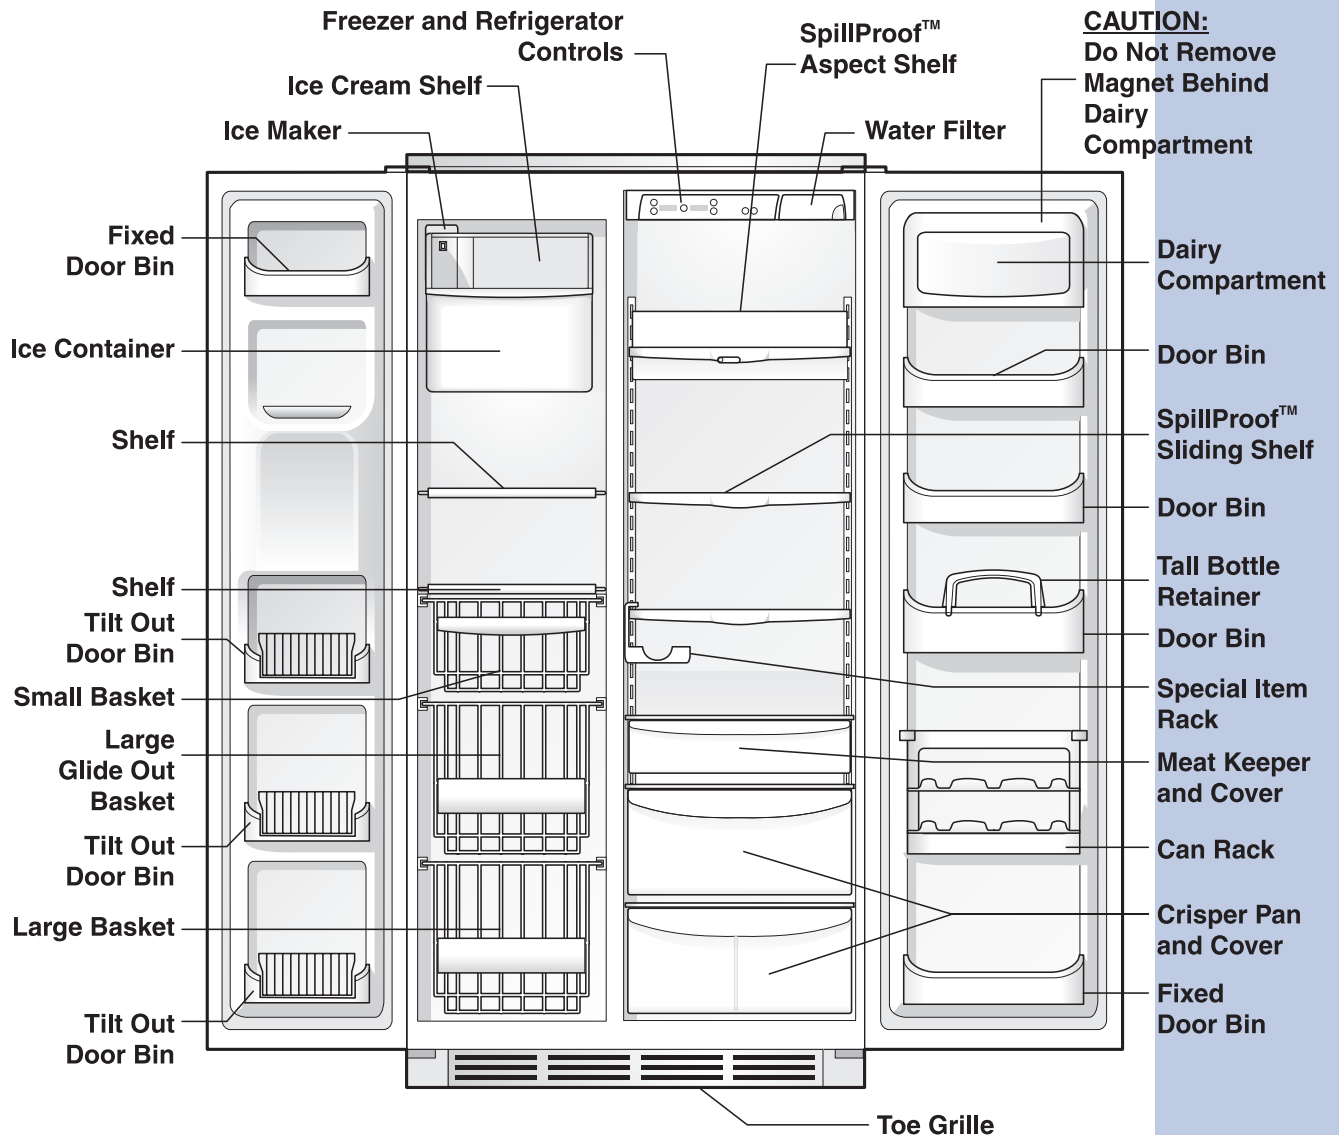 Freezer and Refrigerator
Controls
SpillProof™
Aspect Shelf
CAUTION:
Do Not Remove
Magnet Behind
Dairy
Compartment
Ice Cream Shelf
Ice Maker
Water Filter
Fixed
Door Bin
Ice Container
Shelf
Shelf
Tilt Out
Door Bin
Small Basket
Large
Glide Out
Basket
Tilt Out
Door Bin
Large Basket
Tilt Out
Door Bin
Dairy
Compartment
Door Bin
SpillProof™
Sliding Shelf
Door Bin
Tall Bottle
Retainer
Door Bin
Special Item
Rack
Meat Keeper
and Cover
Can Rack
Crisper Pan
and Cover
Fixed
Door Bin
Toe Grille